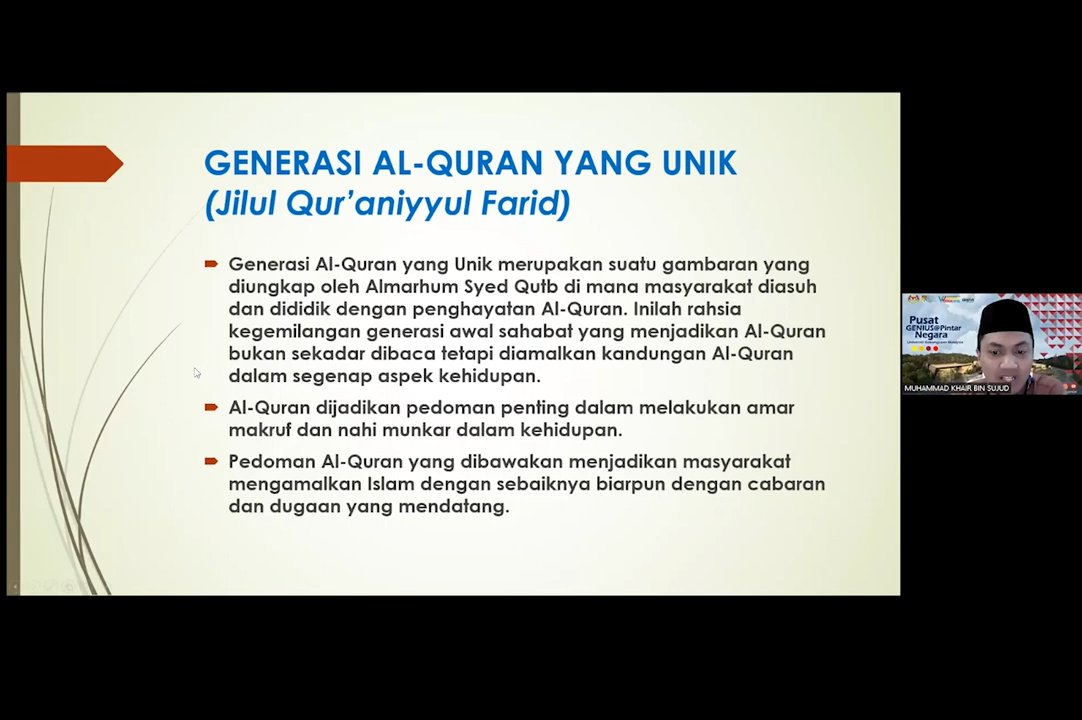 GENERASI AL-QURAN YANG UNIK
(Jilul Qur’aniyyul Farid)
Generasi Al-Quran yang Unik merupakan suatu gambaran yang
diungkap oleh Almarhum Syed Qutb di mana masyarakat diasuh
dan dididik dengan penghayatan Al-Quran. Inilah rahsia
kegemilangan generasi awal sahabat yang menjadikan Al-Quran
bukan sekadar dibaca tetapi diamalkan kandungan Al-Quran
dalam segenap aspek kehidupan.
Al-Quran dijadikan pedoman penting dalam melakukan amar
makruf dan nahi munkar dalam kehidupan.
Pedoman Al-Quran yang dibawakan menjadikan masyarakat
mengamalkan Islam dengan sebaiknya biarpun dengan cabaran
dan dugaan yang mendatang.
Pusat
GENIUS@Pintar
Negara
Universiti Kebangsaan Malaysia
MUHAMMAD KHAIR BIN SUJUD